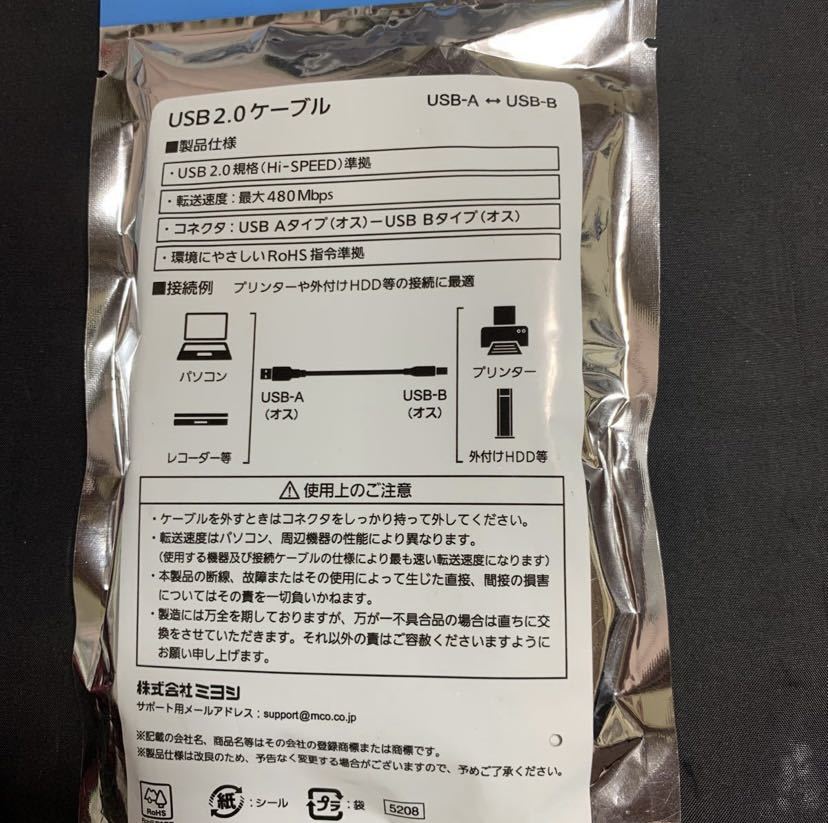 USB 2.0 ケーブル
USB-A ↔ USB-B
■製品仕様
・USB 2.0 規格(Hi-SPEED)準拠
・転送速度:最大 480 Mbps
・コネクタ:USB Aタイプ(オス)ーUSB Bタイプ(オス)
・環境にやさしいRoHS 指令準拠
■接続例 プリンターや外付けHDD等の接続に最適
パソコン
レコーダー等
USB-A
(オス)
USB-B
(オス)
プリンター
外付けHDD等
⚠ 使用上のご注意
・ケーブルを外すときはコネクタをしっかり持って外してください。
・転送速度はパソコン、周辺機器の性能により異なります。
(使用する機器及び接続ケーブルの仕様により最も速い転送速度になります)
・本製品の断線、故障またはその使用によって生じた直接、間接の損害
についてはその責を一切負いかねます。
・製造には万全を期しておりますが、万が一不具合品の場合は直ちに交
換をさせていただきます。それ以外の責はご容赦くださいますように
お願い申し上げます。
株式会社ミヨシ
サポート用メールアドレス:support@mco.co.jp
※記載の会社名、商品名等はその会社の登録商標または商標です。
※製品仕様は改良のため、予告なく変更する場合がございますので、予めご了承ください。
RoHS
紙:シール
プラ:袋
5208